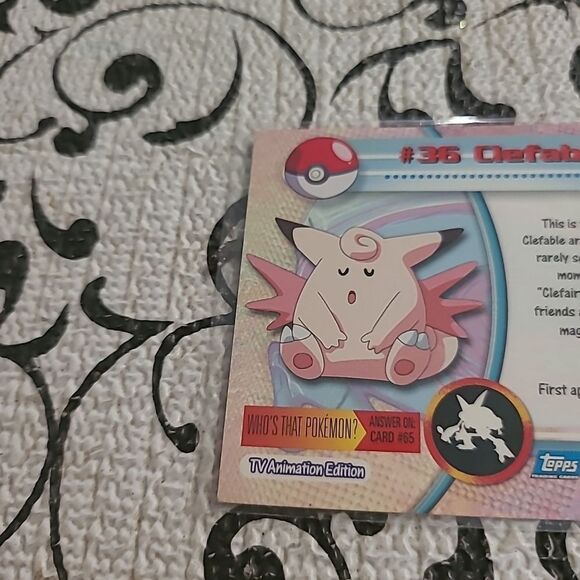 #36 Clefab
This is
Clefable ar
rarely s
mom
"Clefair
friends a
mag
First ap
WHO'S THAT POKÉMON?
ANSWER ON:
CARD #65
TV Animation Edition
topps